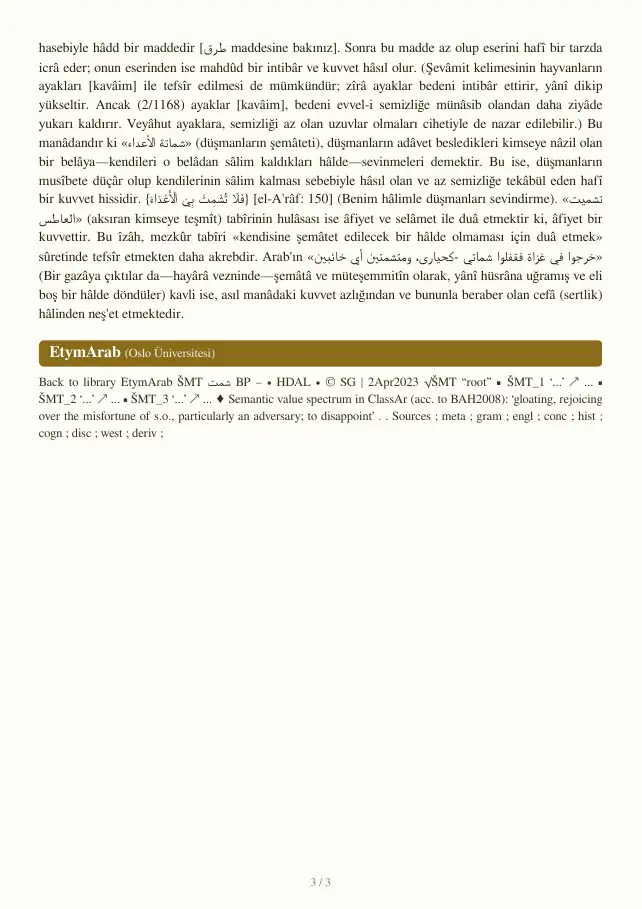 hasebiyle hâdd bir maddedir [طرق maddesine bakınız]. Sonra bu madde az olup eserini hafî bir tarzda
icrâ eder; onun eserinden ise mahdûd bir intibâr ve kuvvet hâsıl olur. (Şevâmit kelimesinin hayvanların
ayakları [kavâim] ile tefsîr edilmesi de mümkündür; zîrâ ayaklar bedeni intibâr ettirir, yânî dikip
yükseltir. Ancak (2/1168) ayaklar [kavâim], bedeni evvel-i semizliğe münâsib olandan daha ziyâde
yukarı kaldırır. Veyâhut ayaklara, semizliği az olan uzuvlar olmaları cihetiyle de nazar edilebilir.) Bu
manâdandır ki «شماتة الأعداء» (düşmanların şemâteti), düşmanların adâvet besledikleri kimseye nâzil olan
bir belâya—kendileri o belâdan sâlim kaldıkları hâlde—sevinmeleri demektir. Bu ise, düşmanların
musîbete düçâr olup kendilerinin sâlim kalması sebebiyle hâsıl olan ve az semizliğe tekâbül eden hafî
bir kuvvet hissidir. {فَلَا تُشْمِتْ بِيَ الْأَعْدَاءَ} [el-A'râf: 150] (Benim hâlimle düşmanları sevindirme). «تشميت
العاطس» (aksıran kimseye teşmît) tabîrinin hulâsası ise âfiyet ve selâmet ile duâ etmektir ki, âfiyet bir
kuvvettir. Bu îzâh, mezkûr tabîri «kendisine şemâtet edilecek bir hâlde olmaması için duâ etmek»
sûretinde tefsîr etmekten daha akrebdir. Arab'ın «خرجوا في غزاة فقفلوا شماتي -كحيارى، ومتشمتين أي خائبين»
(Bir gazâya çıktılar da—hayârâ vezninde—şemâtâ ve müteşemmitîn olarak, yânî hüsrâna uğramış ve eli
boş bir hâlde döndüler) kavli ise, asıl manâdaki kuvvet azlığından ve bununla beraber olan cefâ (sertlik)
hâlinden neş'et etmektedir.
EtymArab (Oslo Üniversitesi)
Back to library EtymArab ŠMT شمت BP – • HDAL • © SG | 2Apr2023 √ŠMT “root” ▪ ŠMT_1 ‘...’ ↗ ... ▪
ŠMT_2 ‘...’ ↗ ... ▪ ŠMT_3 ‘...’ ↗ ... ♦ Semantic value spectrum in ClassAr (acc. to BAH2008): ‘gloating, rejoicing
over the misfortune of s.o., particularly an adversary; to disappoint’ . . Sources ; meta ; gram ; engl ; conc ; hist ;
cogn ; disc ; west ; deriv ;
3 / 3